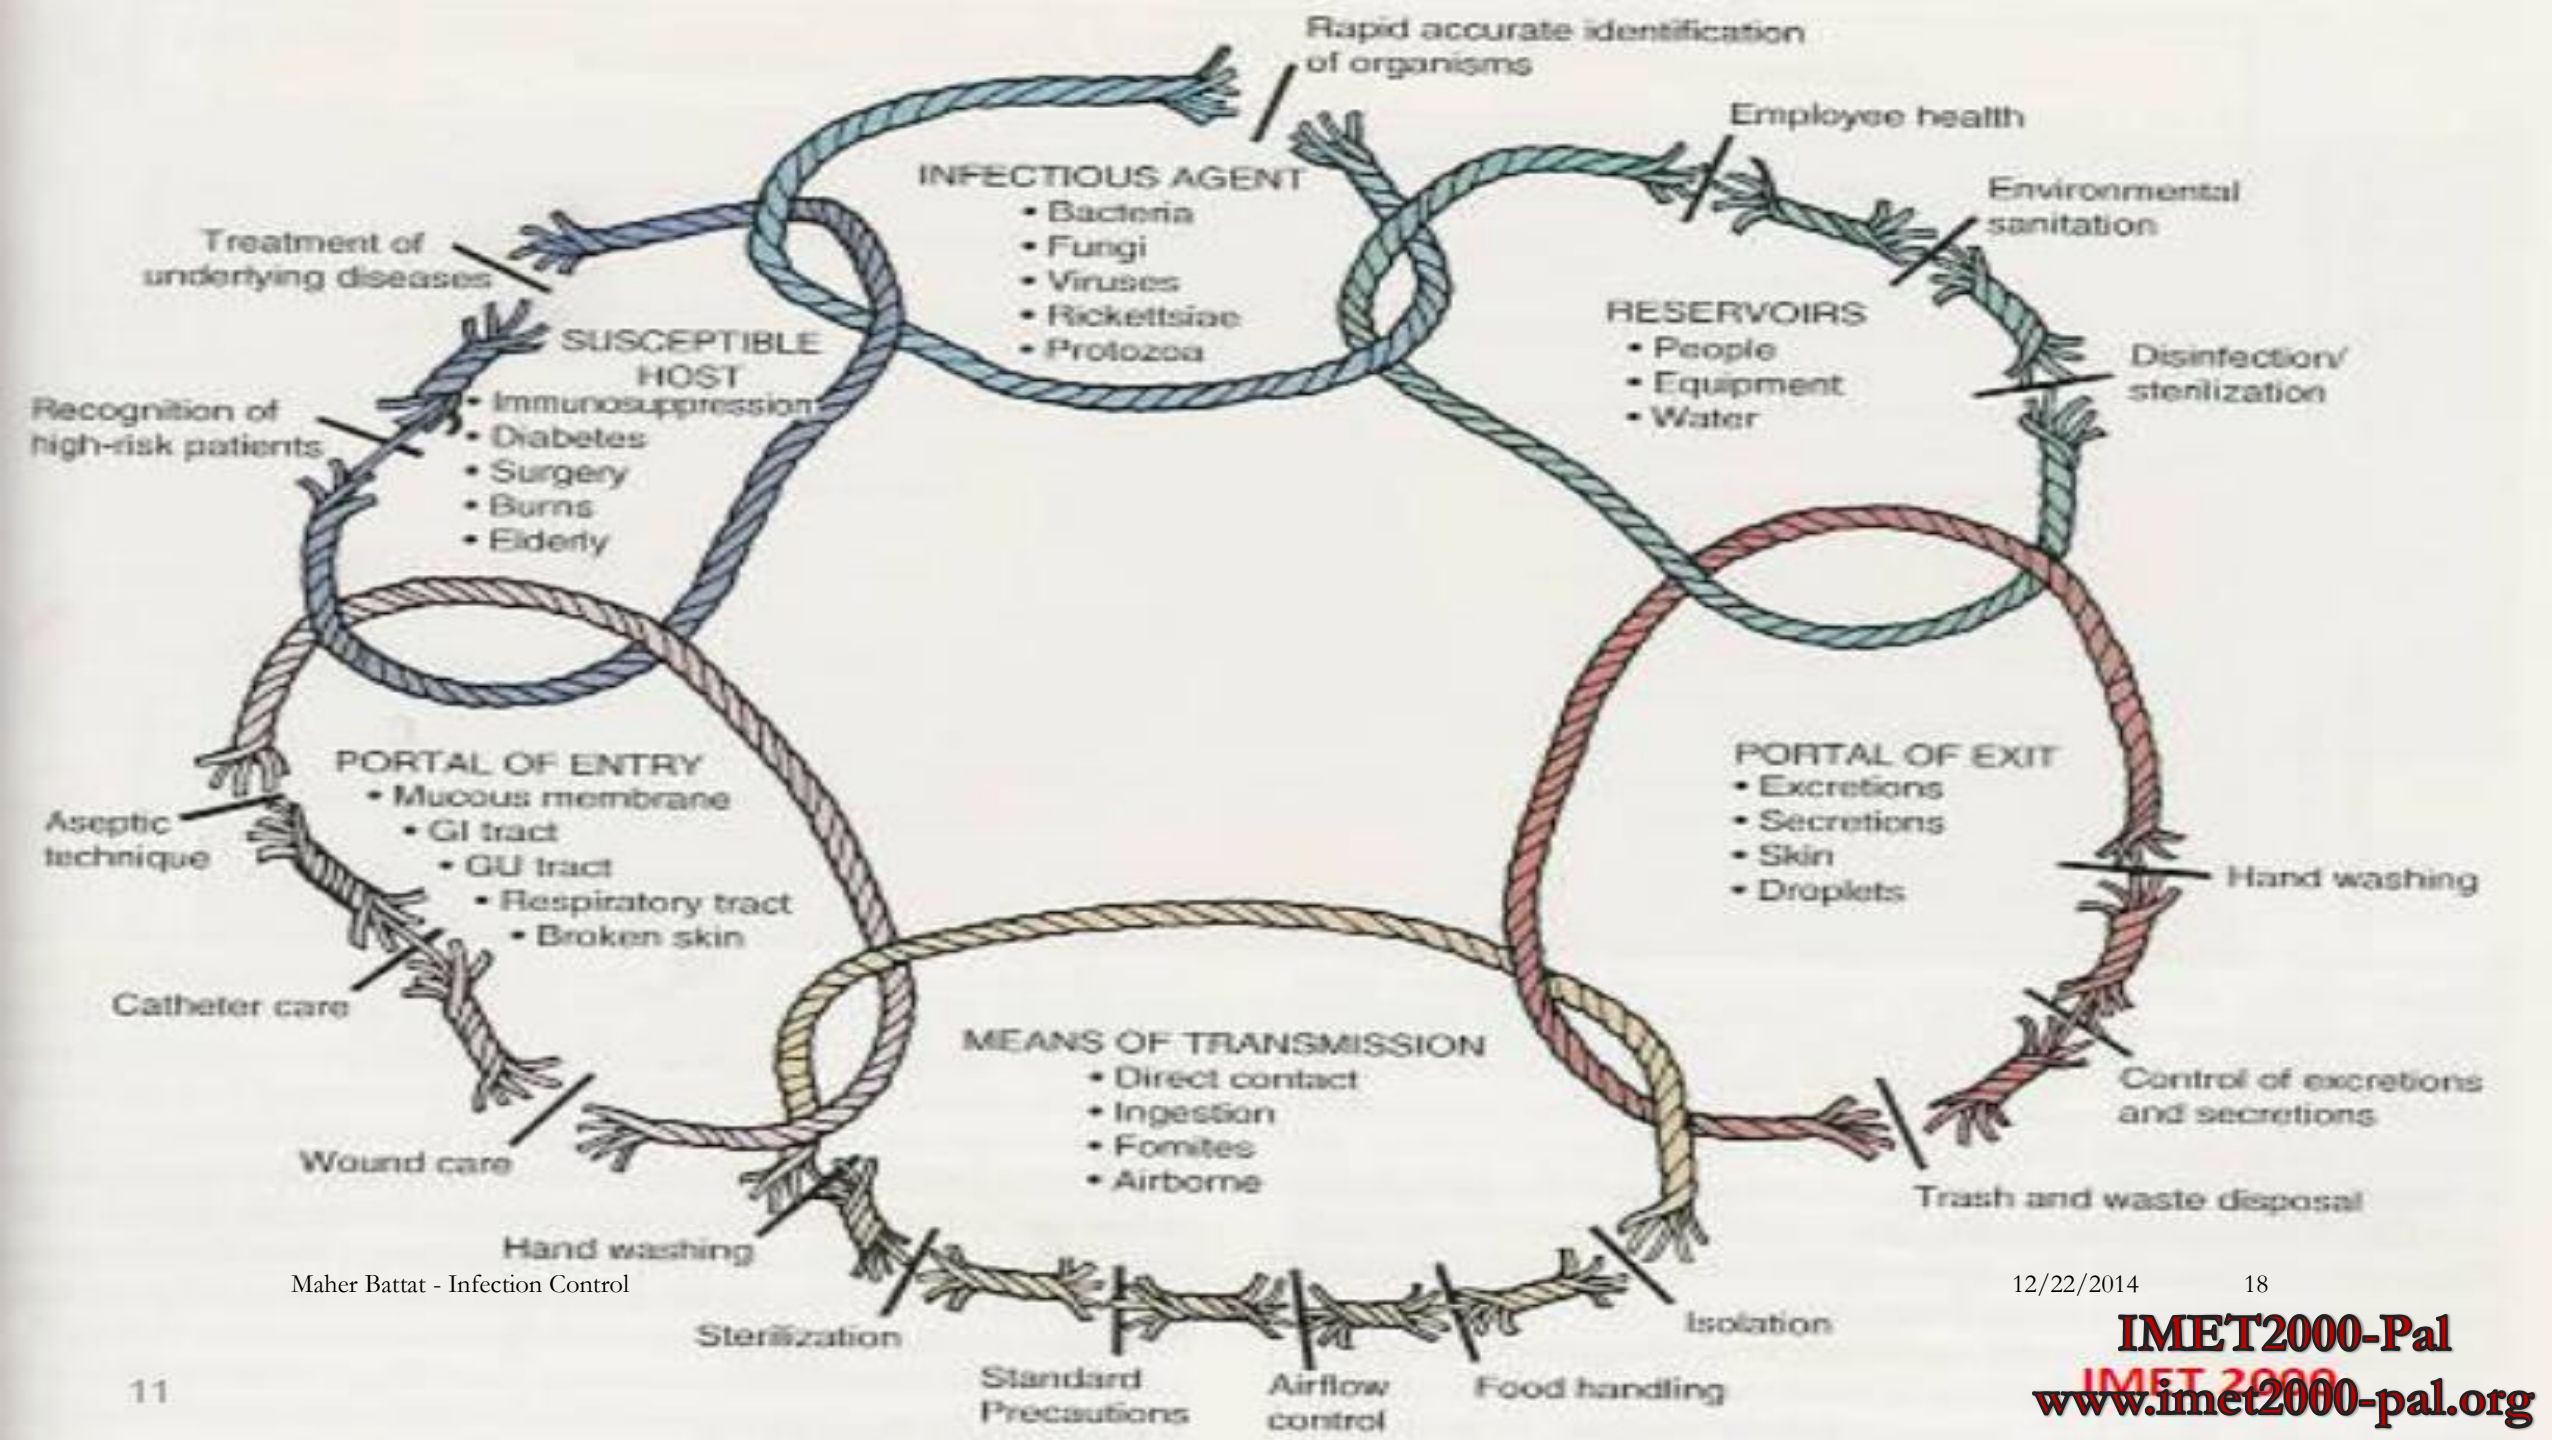 Rapid accurate identification
of organisms
Employee health
Environmental
sanitation
Disinfection/
sterilization
INFECTIOUS AGENT
• Bacteria
• Fungi
• Viruses
• Rickettsiae
• Protozoa
RESERVOIRS
• People
• Equipment
• Water
Treatment of
underlying diseases
Recognition of
high-risk patients
SUSCEPTIBLE
HOST
• Immunosuppression
• Diabetes
• Surgery
• Burns
• Elderly
PORTAL OF ENTRY
• Mucous membrane
• GI tract
• GU tract
• Respiratory tract
• Broken skin
PORTAL OF EXIT
• Excretions
• Secretions
• Skin
• Droplets
Aseptic
technique
Catheter care
Wound care
Hand washing
Control of excretions
and secretions
Trash and waste disposal
MEANS OF TRANSMISSION
• Direct contact
• Ingestion
• Fomites
• Airborne
Hand washing
Sterilization
Standard
Precautions
Airflow
control
Food handling
Isolation
Maher Battat - Infection Control
12/22/2014
18
11
IMET2000-Pal
IMET 2000
www.imet2000-pal.org